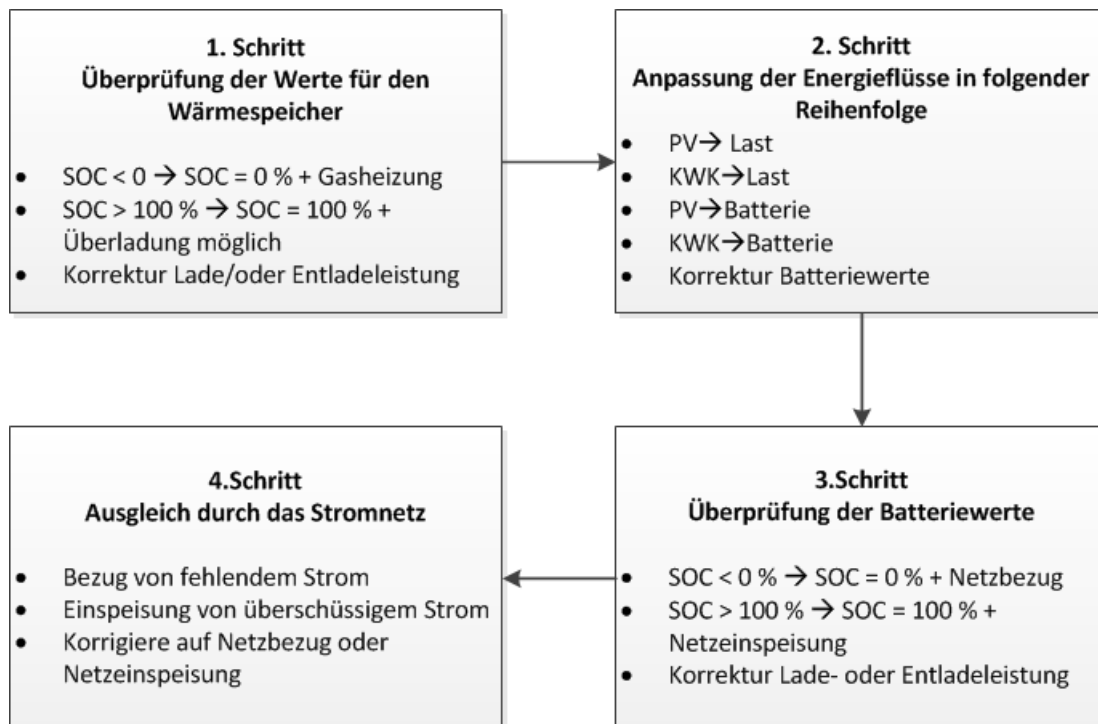 1. Schritt
Überprüfung der Werte für den
Wärmespeicher
• SOC < 0 → SOC = 0 % + Gasheizung
• SOC > 100 % → SOC = 100 % +
Überladung möglich
• Korrektur Lade/oder Entladeleistung
2. Schritt
Anpassung der Energieflüsse in folgender
Reihenfolge
• PV→ Last
• KWK→Last
• PV→Batterie
• KWK→Batterie
• Korrektur Batteriewerte
3.Schritt
Überprüfung der Batteriewerte
• SOC < 0 % → SOC = 0 % + Netzbezug
• SOC > 100 % → SOC = 100 % +
Netzeinspeisung
• Korrektur Lade- oder Entladeleistung
4.Schritt
Ausgleich durch das Stromnetz
• Bezug von fehlendem Strom
• Einspeisung von überschüssigem Strom
• Korrigiere auf Netzbezug oder
Netzeinspeisung